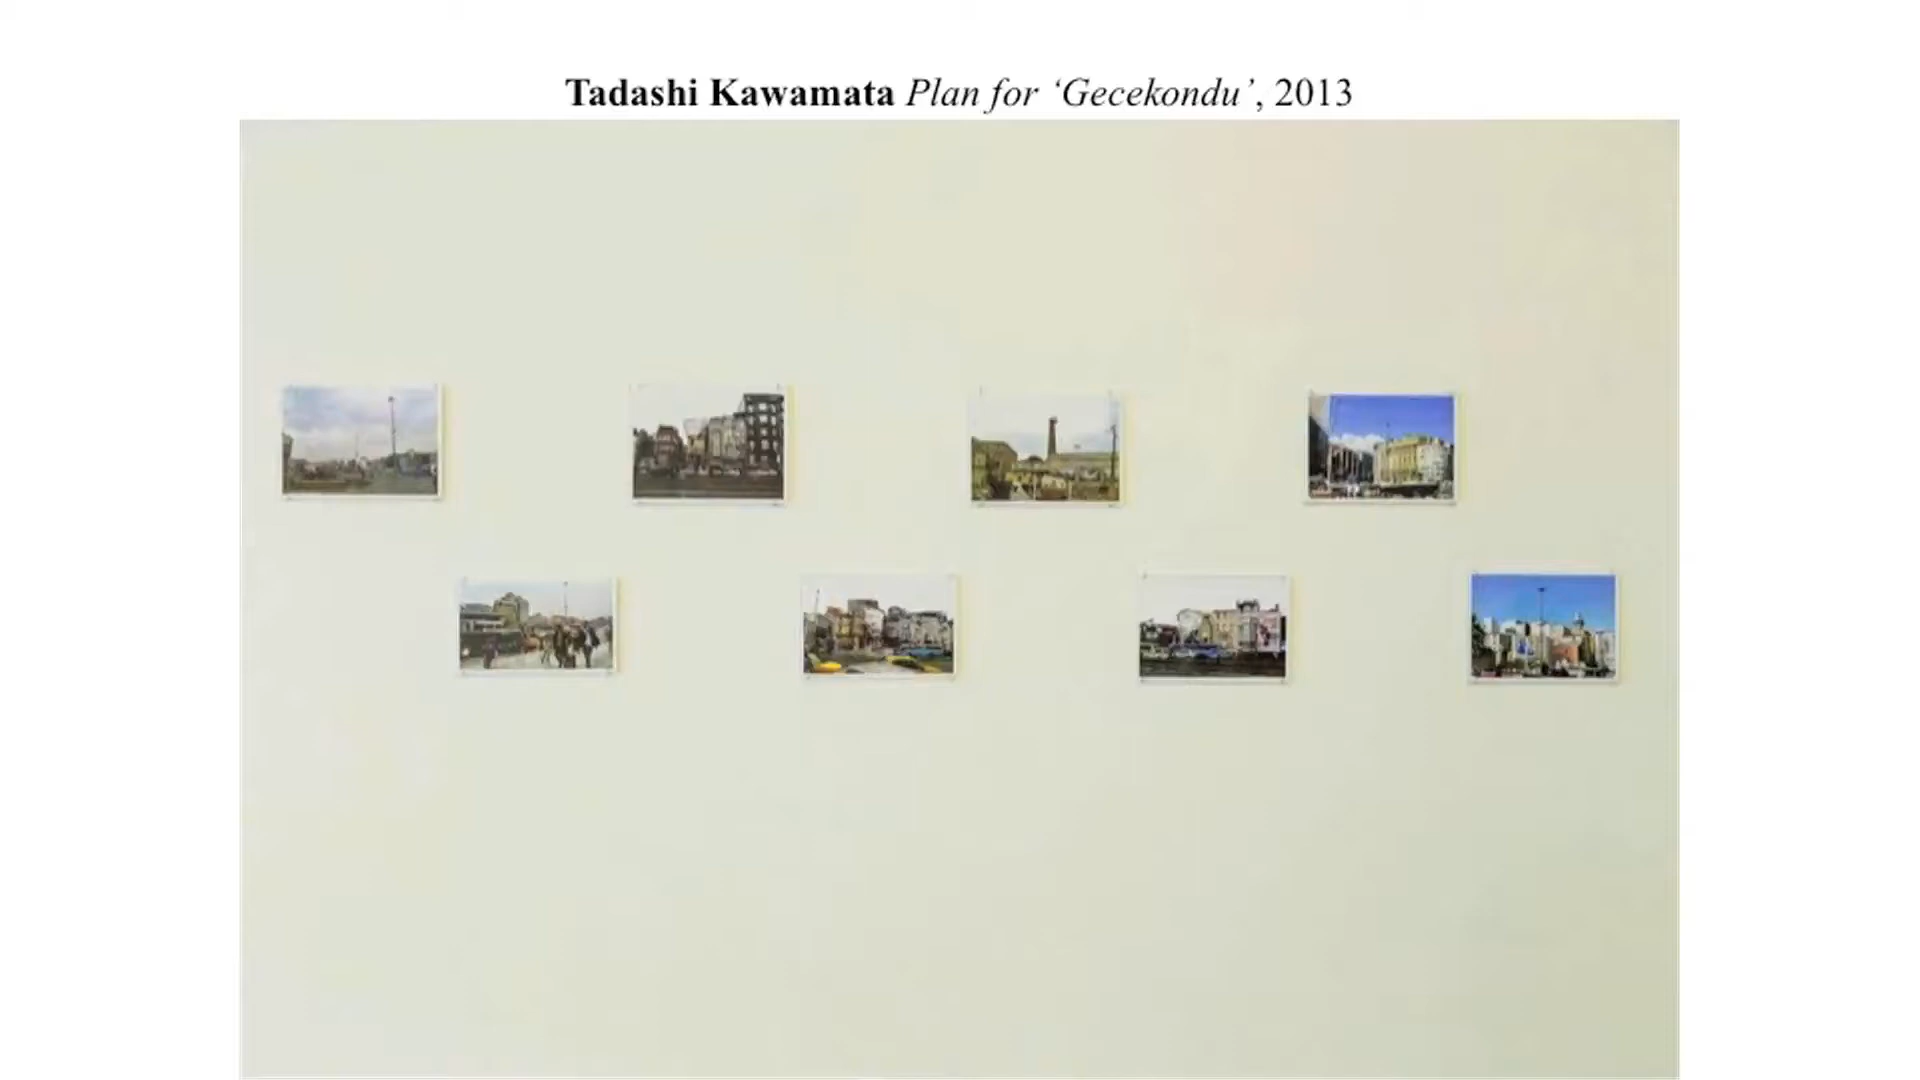 Tadashi Kawamata Plan for ‘Gecekondu’, 2013